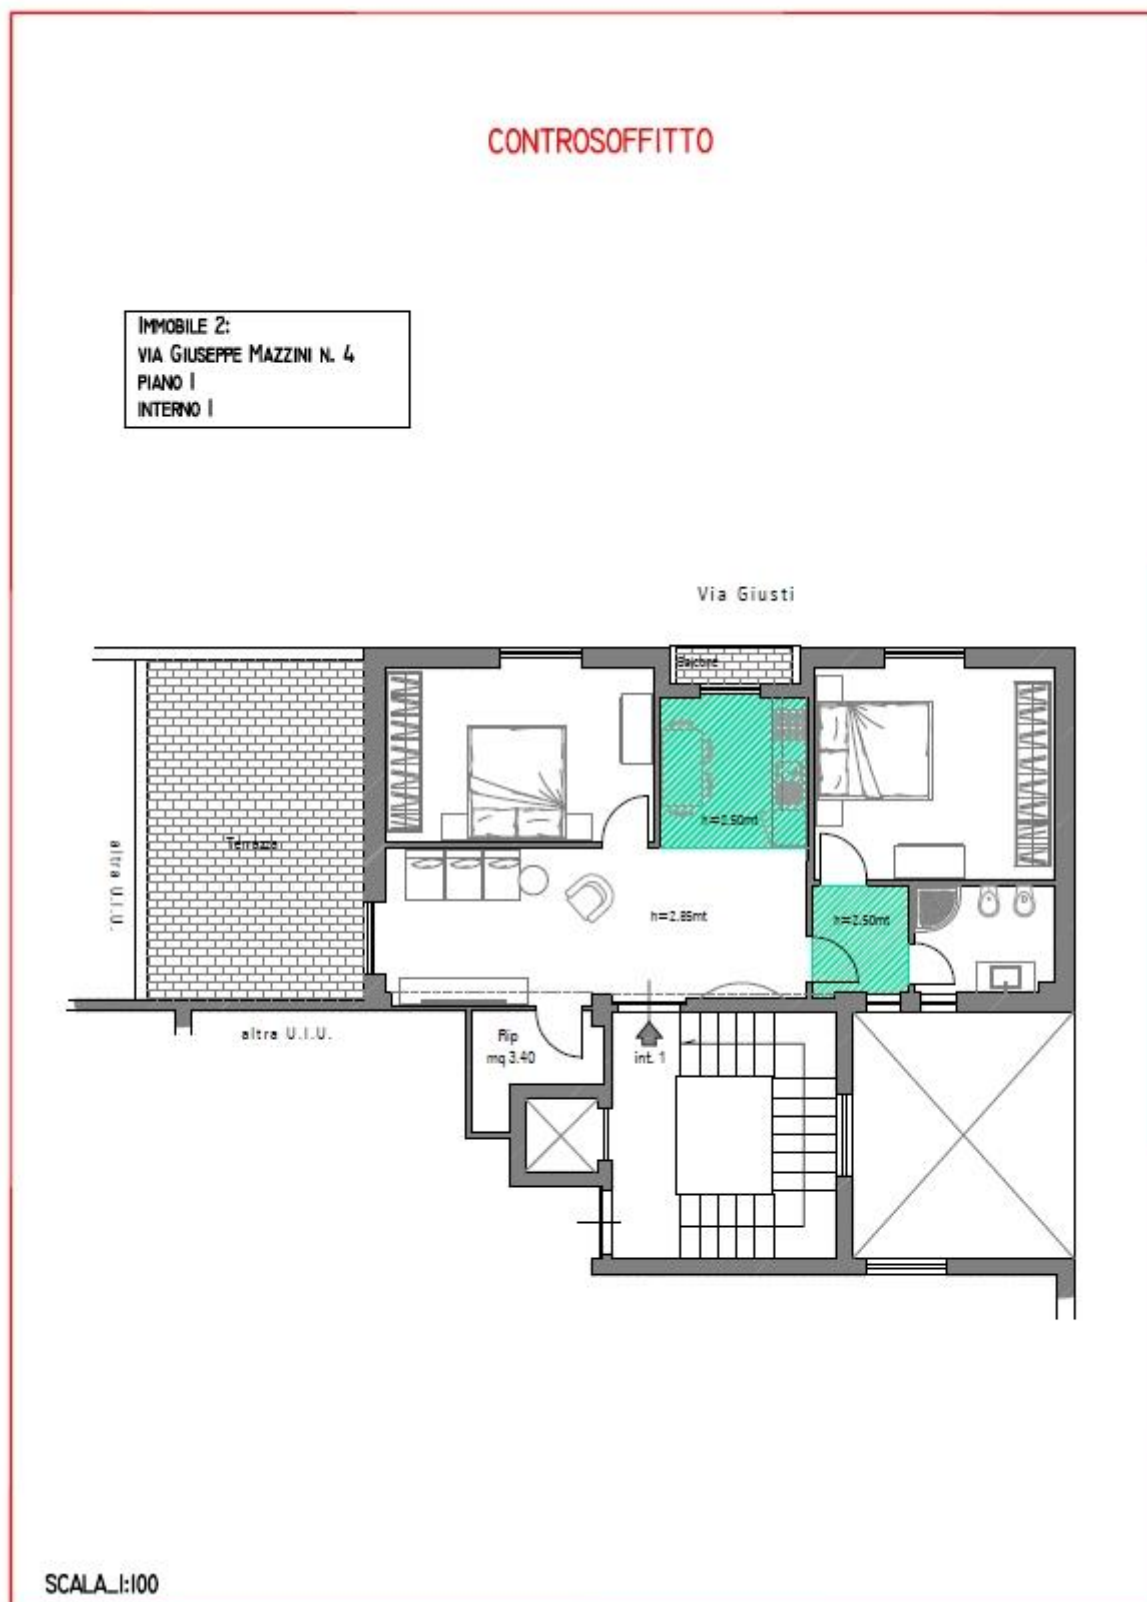 CONTROSOFFITTO
IMMOBILE 2:
VIA GIUSEPPE MAZZINI N. 4
PIANO I
INTERNO I
Via Giusti
Balcone
h=2.50mt
Terrazza
altra U.I.U.
h=2.85mt
h=2.50mt
altra U.I.U.
Rip
mq 3.40
int. 1
SCALA_1:100